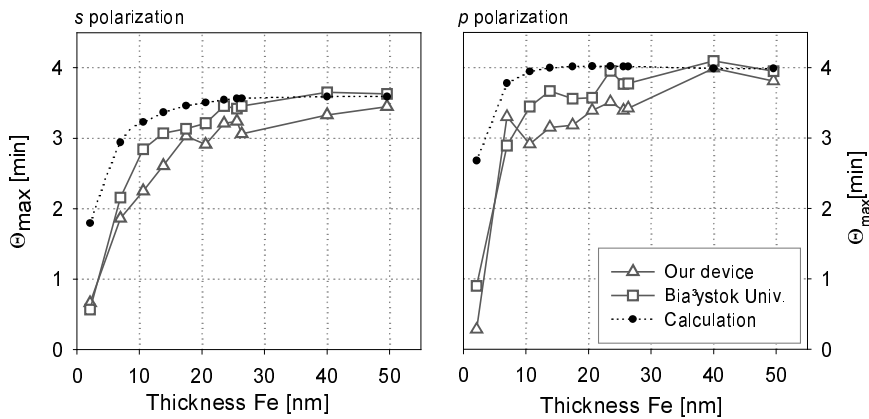 s polarization
p polarization
4
3
2
1
0
Θmax [min]
0 10 20 30 40 50
Thickness Fe [nm]
0 10 20 30 40 50
Thickness Fe [nm]
4
3
2
1
0
Θmax[min]
Our device
Bia³ystok Univ.
Calculation